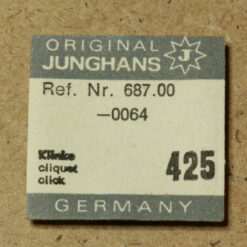 ORIGINAL
JUNGHANS J
Ref. Nr. 687.00
–0064
Klinke
cliquet
click
425
GERMANY